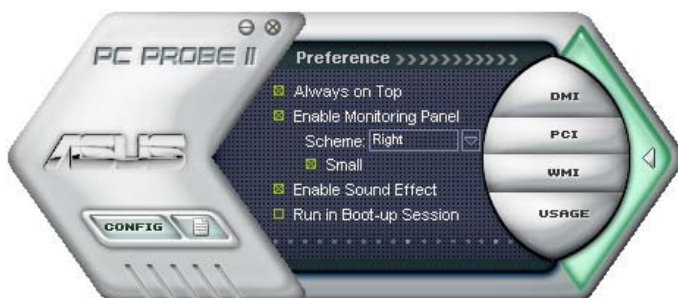 PC PROBE II
ASUS
CONFIG
Preference >>>>>>>>>>>
Always on Top
Enable Monitoring Panel
Scheme: Right
Small
Enable Sound Effect
Run in Boot-up Session
DMI
PCI
WMI
USAGE